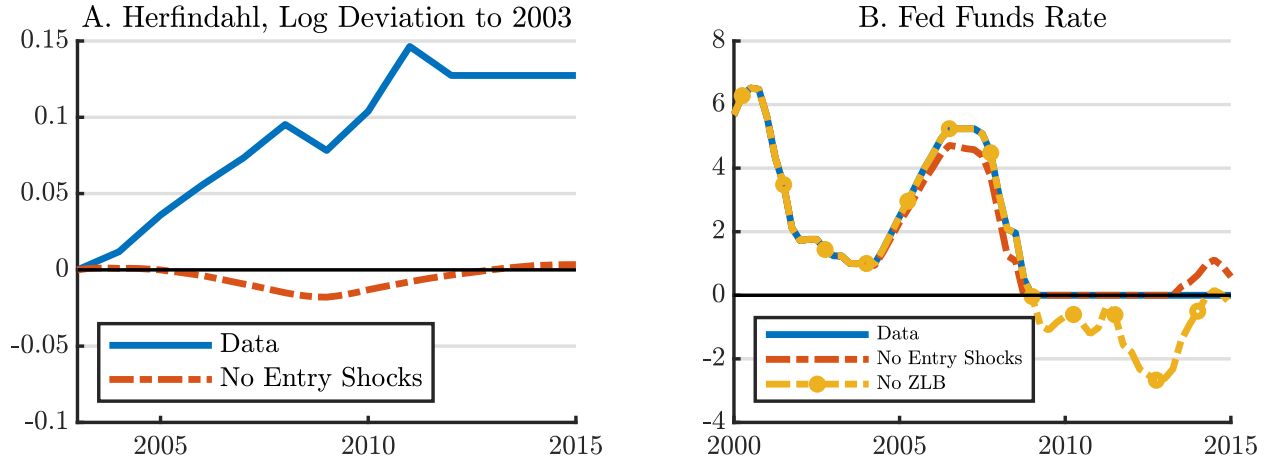 A. Herfindahl, Log Deviation to 2003
0.15
0.1
0.05
0
-0.05
-0.1
2005
2010
2015
Data
No Entry Shocks
B. Fed Funds Rate
8
6
4
2
0
-2
-4
2000
2005
2010
2015
Data
No Entry Shocks
No ZLB